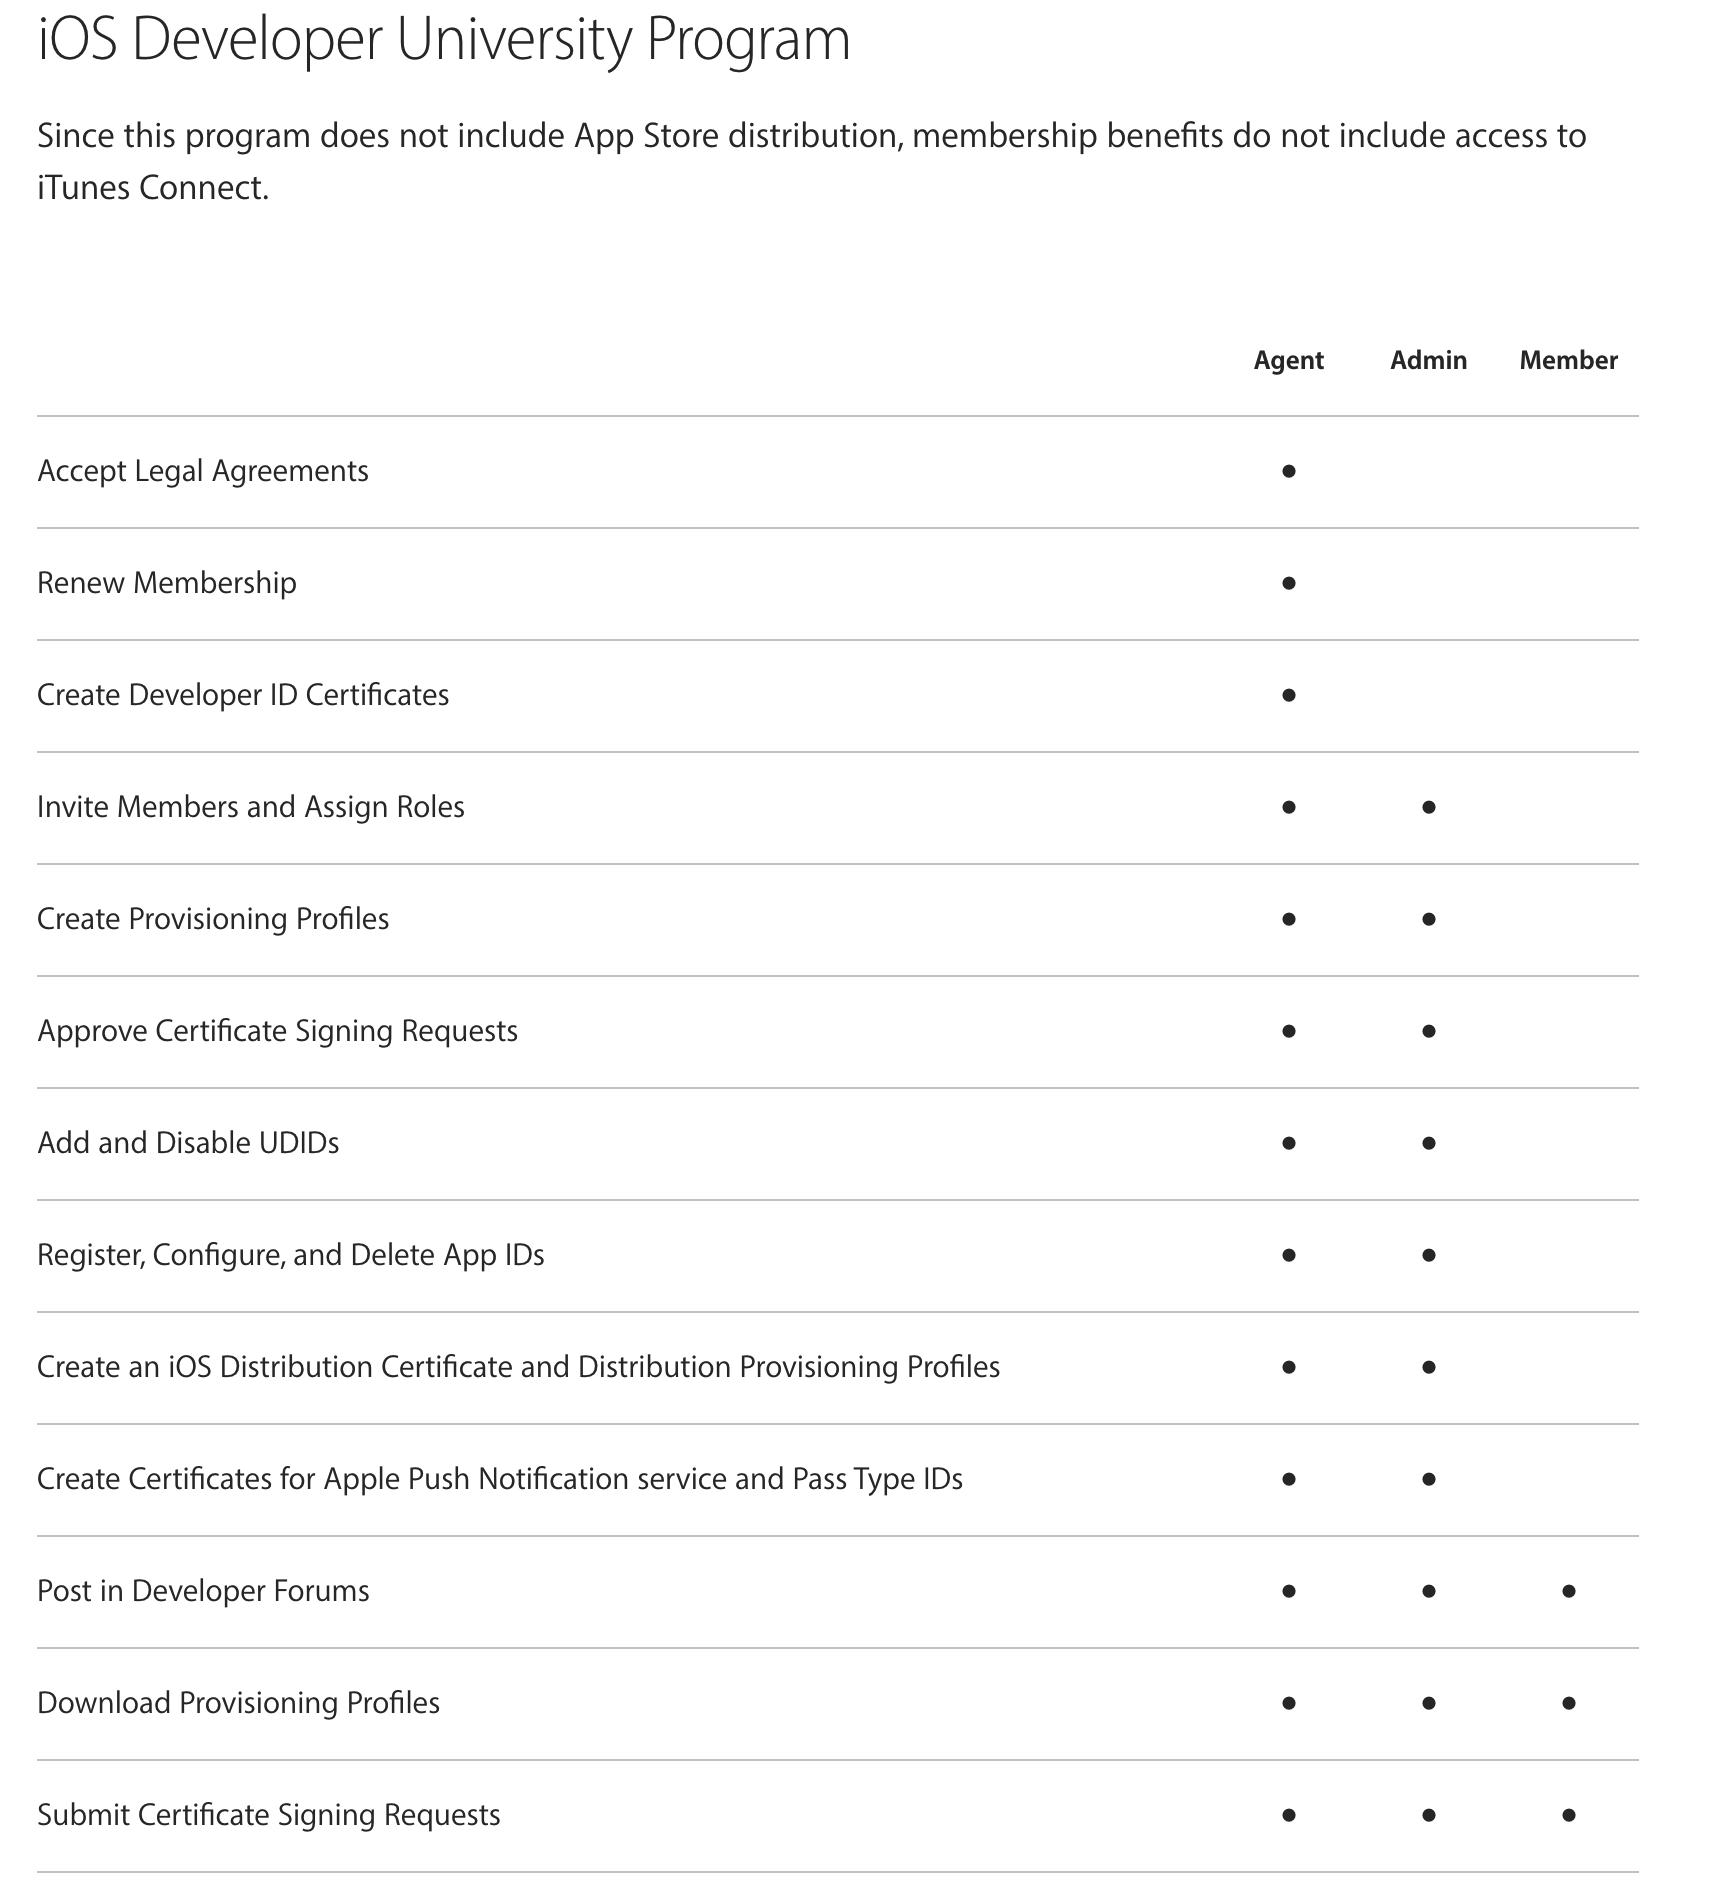 iOS Developer University Program
Since this program does not include App Store distribution, membership benefits do not include access to
iTunes Connect.
Agent Admin Member
Accept Legal Agreements •
Renew Membership •
Create Developer ID Certificates •
Invite Members and Assign Roles • •
Create Provisioning Profiles • •
Approve Certificate Signing Requests • •
Add and Disable UDIDs • •
Register, Configure, and Delete App IDs • •
Create an iOS Distribution Certificate and Distribution Provisioning Profiles • •
Create Certificates for Apple Push Notification service and Pass Type IDs • •
Post in Developer Forums • • •
Download Provisioning Profiles • • •
Submit Certificate Signing Requests • • •